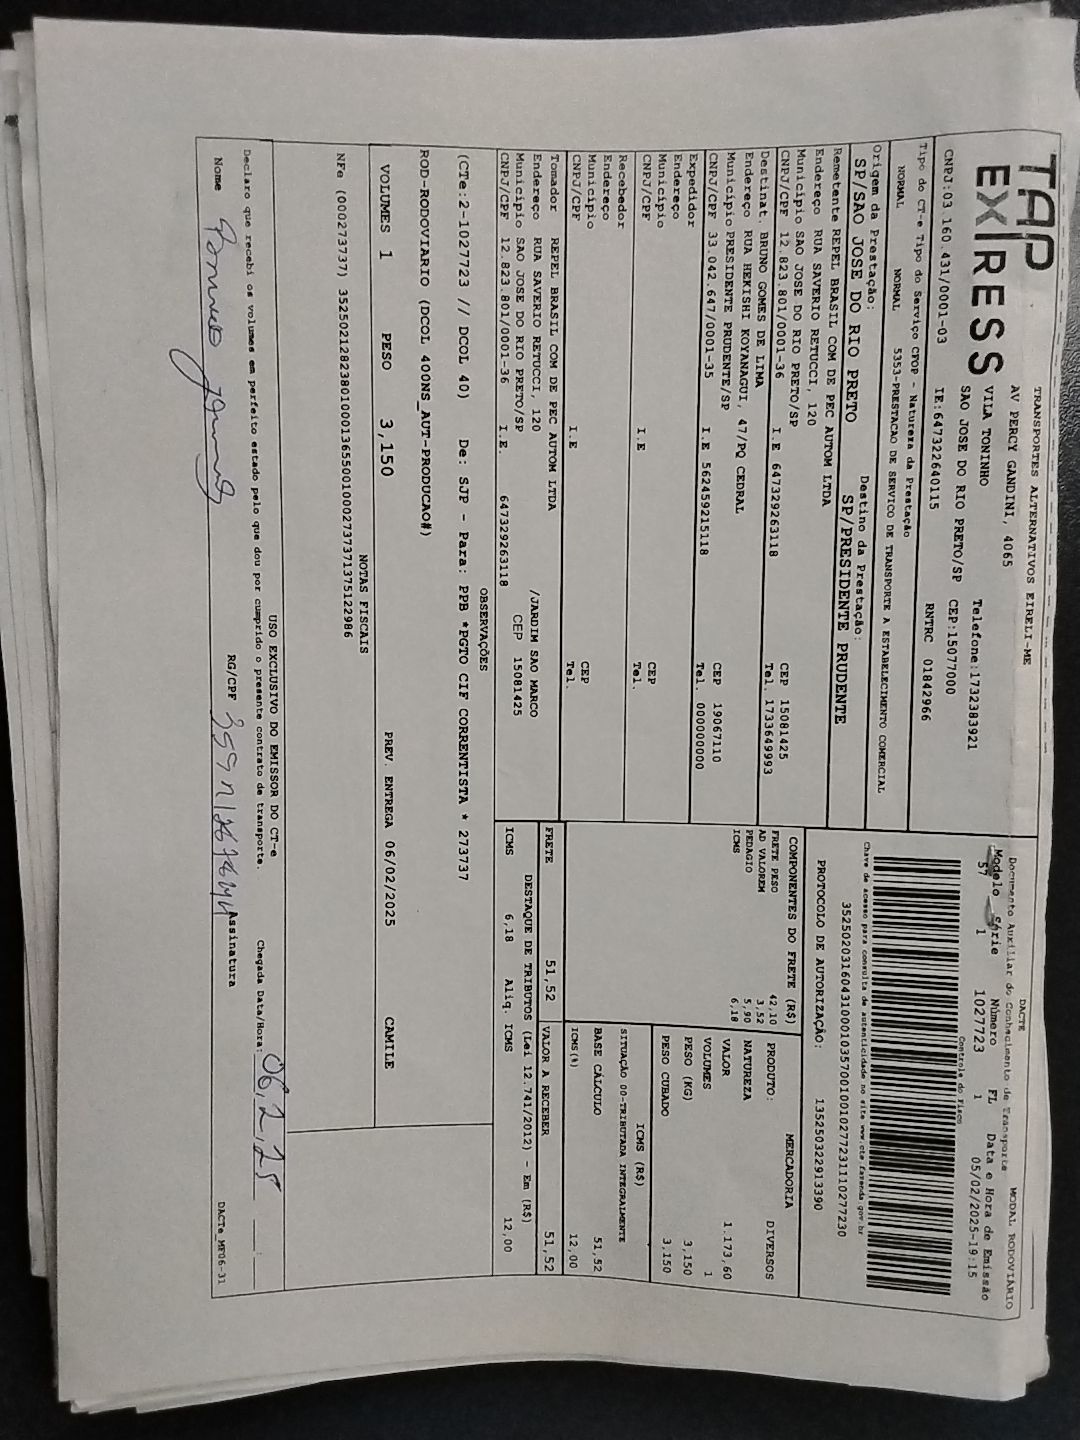 TAP
EXPRESS
TRANSPORTES ALTERNATIVOS EIRELI-ME
AV PERCY GANDINI, 4065
VILA TONINHO Telefone:1732383921
SAO JOSE DO RIO PRETO/SP CEP:15077000
CNPJ:03.160.431/0001-03 IE:647322640115 RNTRC 01842966
DACTE MODAL RODOVIÁRIO
Documento Auxiliar do Conhecimento de Transporte
Modelo Série Número FL Data e Hora de Emissão
57 1 1027723 1 05/02/2025-19:15
Controle do Fisco
Tipo do CT-e Tipo do Serviço CFOP - Natureza da Prestação
NORMAL NORMAL 5353-PRESTACAO DE SERVICO DE TRANSPORTE A ESTABELECIMENTO COMERCIAL
Chave de acesso para consulta de autenticidade no site www.cte.fazenda.gov.br
Origem da Prestação: Destino da Prestação:
SP/SAO JOSE DO RIO PRETO SP/PRESIDENTE PRUDENTE
PROTOCOLO DE AUTORIZAÇÃO: 135250322913390
Remetente REPEL BRASIL COM DE PEC AUTOM LTDA
Endereço RUA SAVERIO RETUCCI, 120
Município SAO JOSE DO RIO PRETO/SP CEP 15081425
CNPJ/CPF 12.823.801/0001-36 I.E 647329263118 Tel. 1733649993
Destinat. BRUNO GOMES DE LIMA
Endereço RUA HEKISHI KOYANAGUI, 47/PQ CEDRAL
Município PRESIDENTE PRUDENTE/SP CEP 19067110
CNPJ/CPF 33.042.647/0001-35 I.E 562459215118 Tel. 0000000000
Expedidor
Endereço
Município CEP
CNPJ/CPF I.E Tel.
Recebedor
Endereço
Município CEP
CNPJ/CPF I.E Tel.
Tomador REPEL BRASIL COM DE PEC AUTOM LTDA
Endereço RUA SAVERIO RETUCCI, 120 /JARDIM SAO MARCO
Município SAO JOSE DO RIO PRETO/SP CEP 15081425
CNPJ/CPF 12.823.801/0001-36 I.E. 647329263118
COMPONENTES DO FRETE (R$)
FRETE PESO 42,10
AD VALOREM 3,52
PEDAGIO 5,90
ICMS 6,18
MERCADORIA
PRODUTO: DIVERSOS
NATUREZA
VALOR 1.173,60
VOLUMES 1
PESO (KG) 3,150
PESO CUBADO 3,150
ICMS (R$)
SITUAÇÃO 00-TRIBUTADA INTEGRALMENTE
BASE CÁLCULO 51,52
ICMS(%) 12,00
FRETE 51,52 VALOR A RECEBER 51,52
DESTAQUE DE TRIBUTOS (Lei 12.741/2012) - Em (R$)
ICMS 6,18 Aliq. ICMS 12,00
OBSERVAÇÕES
(CTe:2-1027723 // DCOL 40) De: SJP - Para: PPB *PGTO CIF CORRENTISTA * 273737
ROD-RODOVIARIO (DCOL 400NS_AUT-PRODUCAO#)
VOLUMES 1 PESO 3,150 PREV. ENTREGA 06/02/2025 CAMILE
NOTAS FISCAIS
NFe (000273737)
USO EXCLUSIVO DO EMISSOR DO CT-e
Declaro que recebi os volumes em perfeito estado pelo que dou por cumprido o presente contrato de transporte. Chegada Data/Hora: 06,2,25
Nome RG/CPF Assinatura
DACTe MF06-31